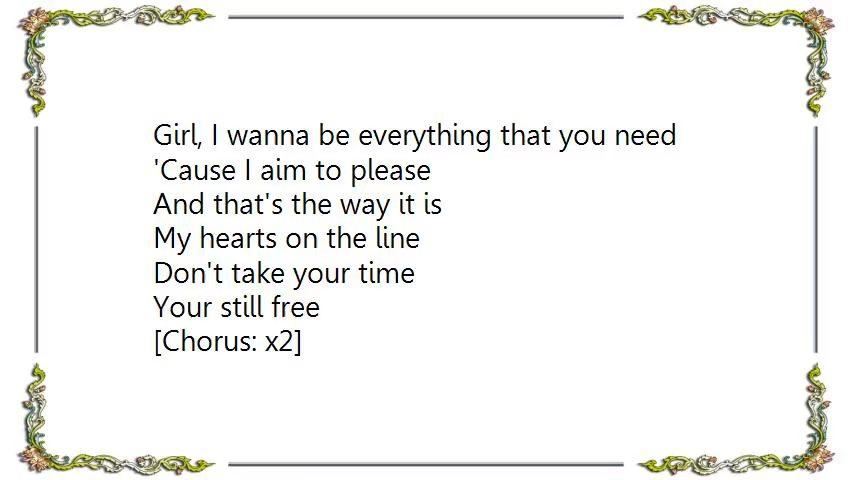 Girl, I wanna be everything that you need
'Cause I aim to please
And that's the way it is
My hearts on the line
Don't take your time
Your still free
[Chorus: x2]